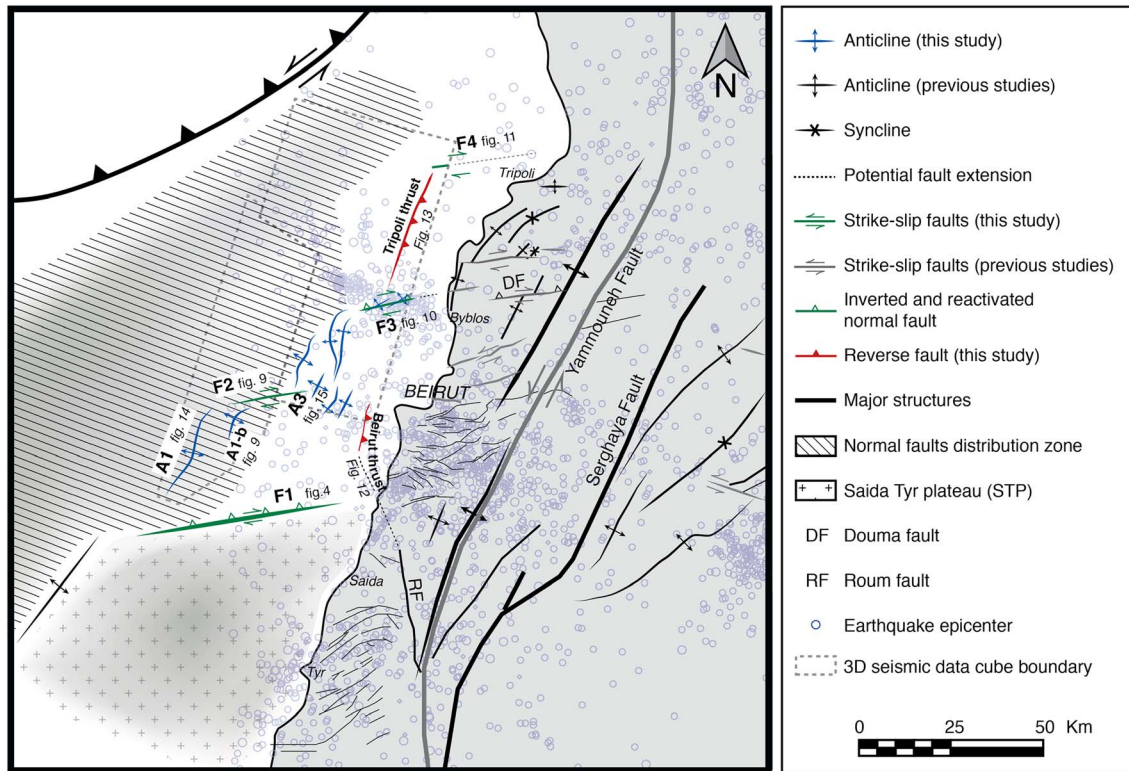 N
F4 fig. 11
Tripoli
Tripoli thrust
Fig. 13
DF
F3 fig. 10
Byblos
Yammouneh Fault
F2 fig. 9
A3
fig. 15
BEIRUT
A1
fig. 14
A1-b
fig. 9
Beirut thrust
Fig. 12
Serghaya Fault
F1 fig.4
Saida
RF
Tyr
Anticline (this study)
Anticline (previous studies)
Syncline
Potential fault extension
Strike-slip faults (this study)
Strike-slip faults (previous studies)
Inverted and reactivated
normal fault
Reverse fault (this study)
Major structures
Normal faults distribution zone
Saida Tyr plateau (STP)
DF Douma fault
RF Roum fault
Earthquake epicenter
3D seismic data cube boundary
0 25 50 Km